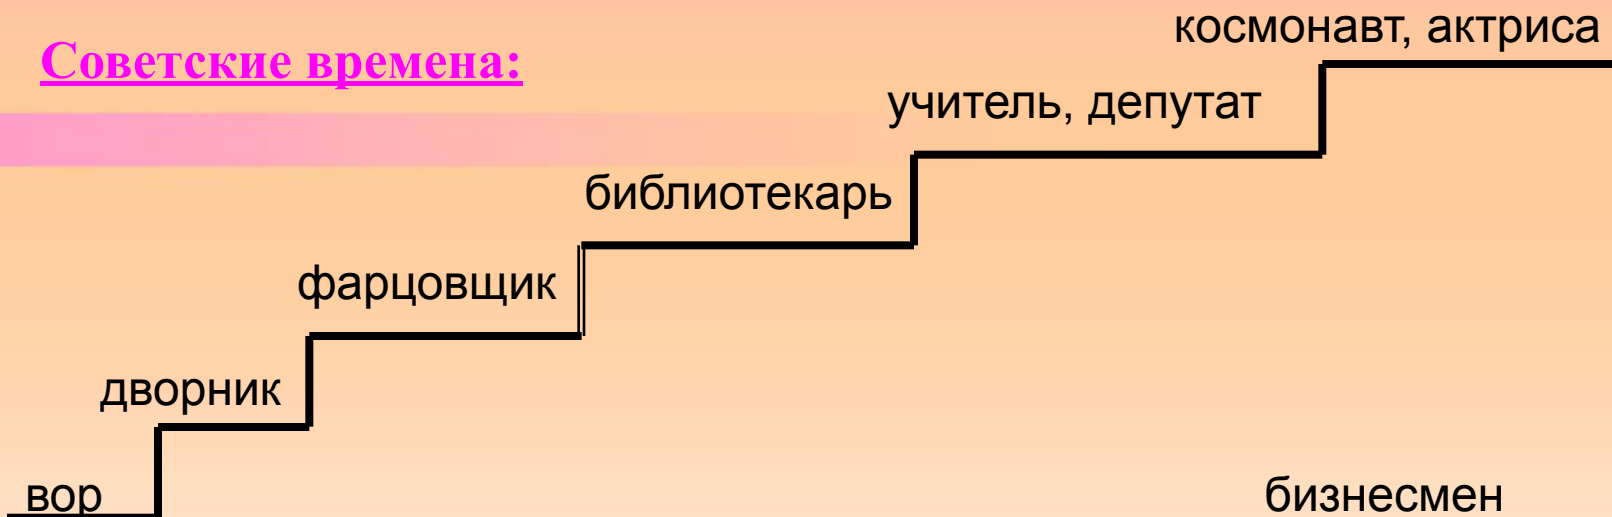 космонавт, актриса
Советские времена:
учитель, депутат
библиотекарь
фарцовщик
дворник
вор
бизнесмен